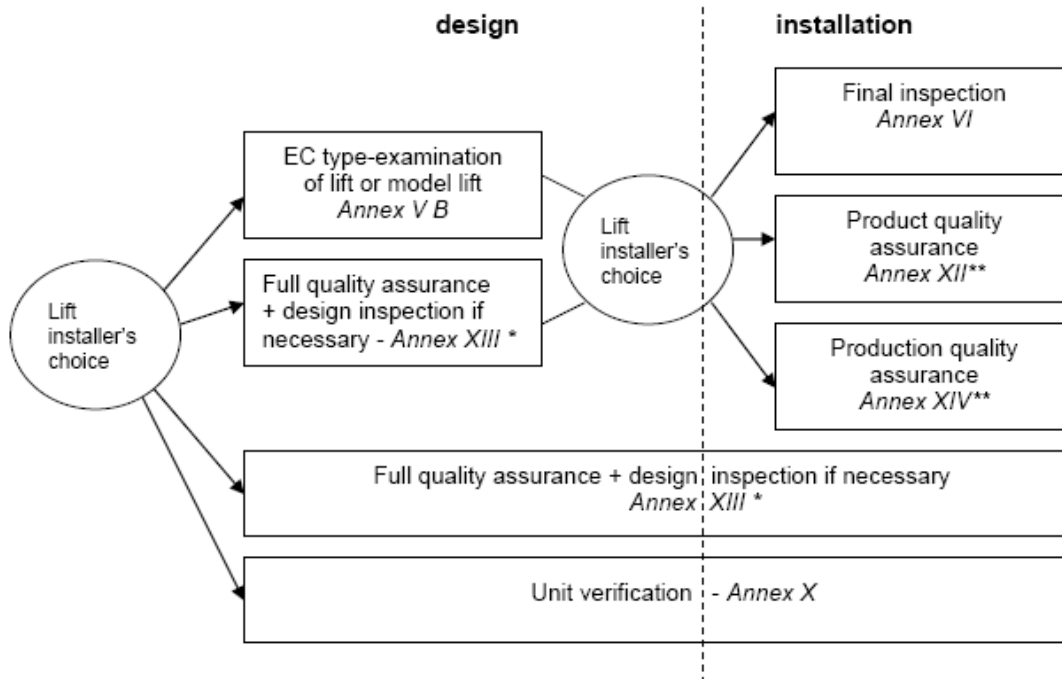 design
installation
Final inspection
Annex VI
EC type-examination
of lift or model lift
Annex V B
Lift
installer's
choice
Product quality
assurance
Annex XII**
Full quality assurance
+ design inspection if
necessary - Annex XIII *
Lift
installer's
choice
Production quality
assurance
Annex XIV**
Full quality assurance + design inspection if necessary
Annex XIII *
Unit verification - Annex X